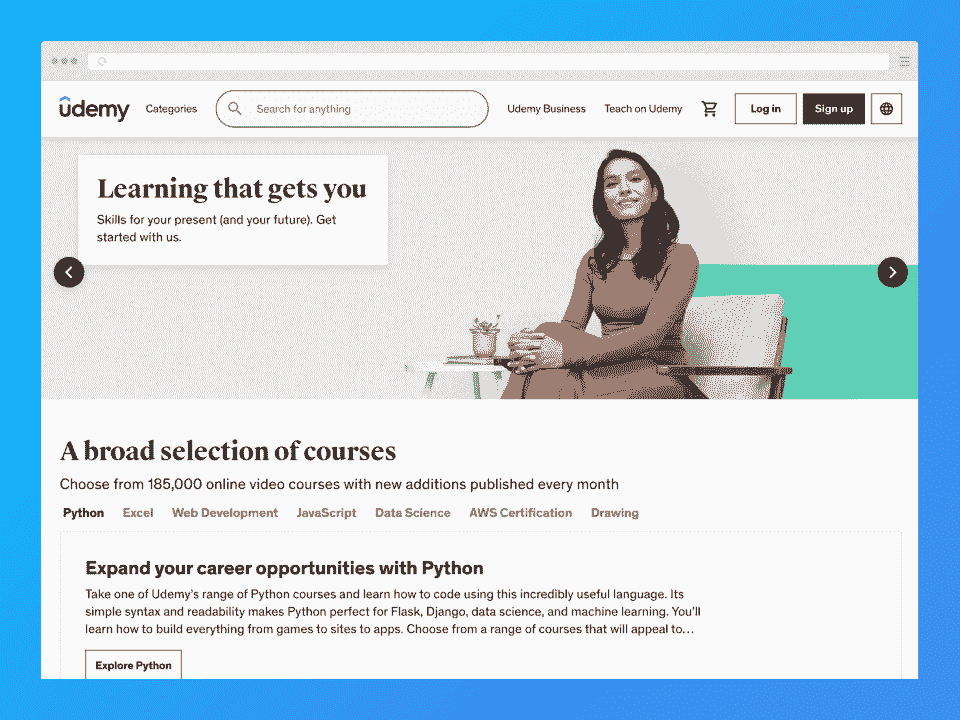 udemy
Categories
Search for anything
Udemy Business
Teach on Udemy
Log in
Sign up
Learning that gets you
Skills for your present (and your future). Get
started with us.
A broad selection of courses
Choose from 185,000 online video courses with new additions published every month
Python Excel Web Development JavaScript Data Science AWS Certification Drawing
Expand your career opportunities with Python
Take one of Udemy’s range of Python courses and learn how to code using this incredibly useful language. Its
simple syntax and readability makes Python perfect for Flask, Django, data science, and machine learning. You’ll
learn how to build everything from games to sites to apps. Choose from a range of courses that will appeal to…
Explore Python